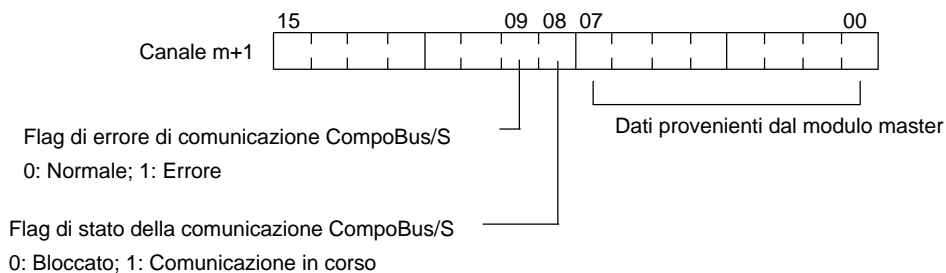 15 09 08 07 00
Canale m+1
Flag di errore di comunicazione CompoBus/S
0: Normale; 1: Errore
Dati provenienti dal modulo master
Flag di stato della comunicazione CompoBus/S
0: Bloccato; 1: Comunicazione in corso